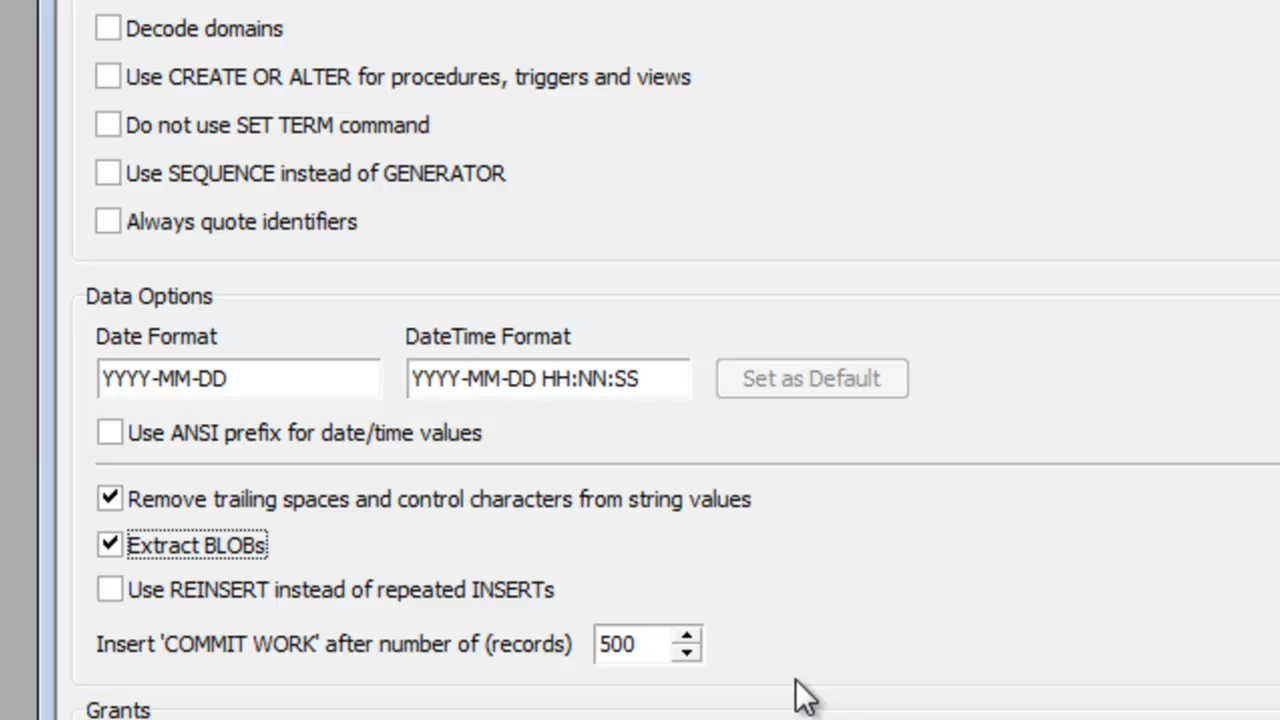 Decode domains
Use CREATE OR ALTER for procedures, triggers and views
Do not use SET TERM command
Use SEQUENCE instead of GENERATOR
Always quote identifiers
Data Options
Date Format DateTime Format
YYYY-MM-DD YYYY-MM-DD HH:NN:SS Set as Default
Use ANSI prefix for date/time values
Remove trailing spaces and control characters from string values
Extract BLOBs
Use REINSERT instead of repeated INSERTs
Insert 'COMMIT WORK' after number of (records) 500
Grants